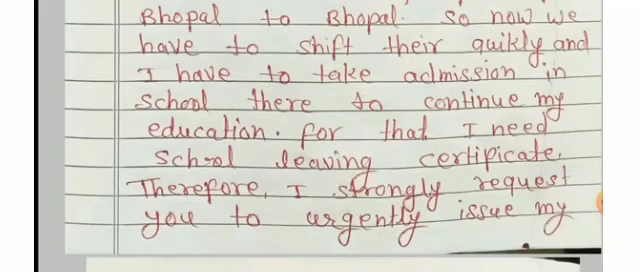 Bhopal to Bhopal. So now we
have to shift their quikly and
I have to take admission in
school there to continue my
education. for that I need
school leaving certificate.
Therefore, I strongly request
you to urgently issue my